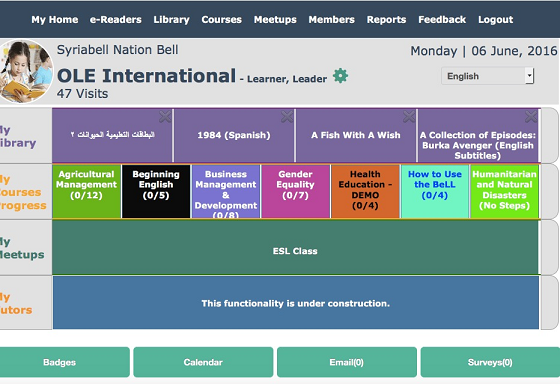 My Home e-Readers Library Courses Meetups Members Reports Feedback Logout
Syriabell Nation Bell
Monday | 06 June, 2016
OLE International - Learner, Leader
English
47 Visits
My
Library
البطاقات التعليمية الحيوانات ٢
1984 (Spanish)
A Fish With A Wish
A Collection of Episodes:
Burka Avenger (English
Subtitles)
My
Courses
Progress
Agricultural
Management
(0/12)
Beginning
English
(0/5)
Business
Management
&
Development
(0/8)
Gender
Equality
(0/7)
Health
Education -
DEMO
(0/4)
How to Use
the BeLL
(0/4)
Humanitarian
and Natural
Disasters
(No Steps)
My
Meetups
ESL Class
My
Tutors
This functionality is under construction.
Badges
Calendar
Email(0)
Surveys(0)